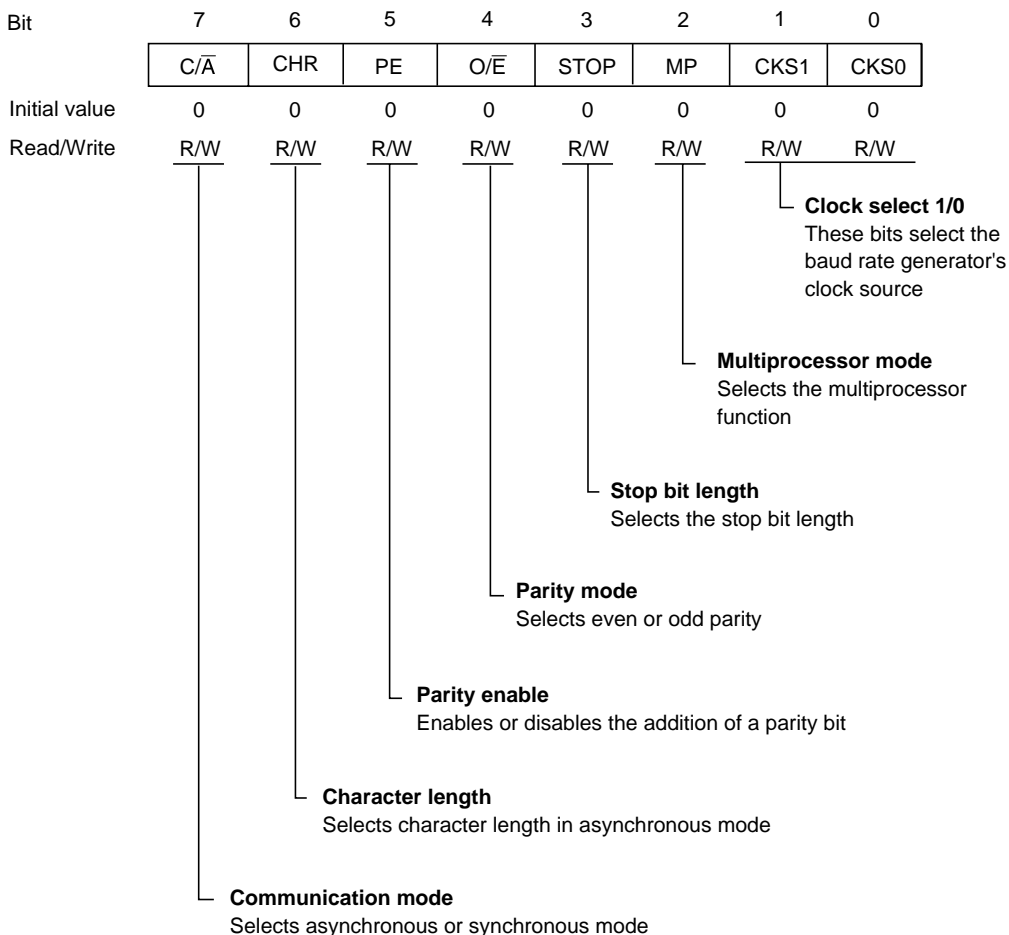 Bit 7 6 5 4 3 2 1 0
C/A̅ CHR PE O/E̅ STOP MP CKS1 CKS0
Initial value 0 0 0 0 0 0 0 0
Read/Write R/W R/W R/W R/W R/W R/W R/W R/W
Clock select 1/0
These bits select the
baud rate generator's
clock source
Multiprocessor mode
Selects the multiprocessor
function
Stop bit length
Selects the stop bit length
Parity mode
Selects even or odd parity
Parity enable
Enables or disables the addition of a parity bit
Character length
Selects character length in asynchronous mode
Communication mode
Selects asynchronous or synchronous mode